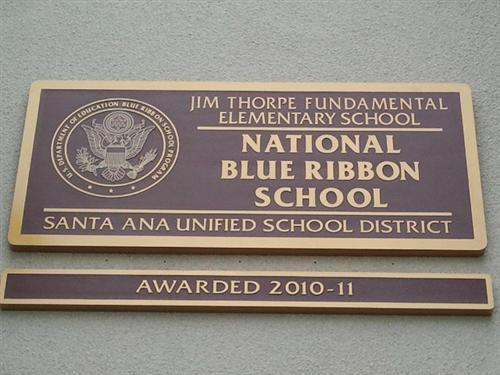 U.S. DEPARTMENT OF EDUCATION BLUE RIBBON SCHOOL PROGRAM
JIM THORPE FUNDAMENTAL
ELEMENTARY SCHOOL
NATIONAL
BLUE RIBBON
SCHOOL
SANTA ANA UNIFIED SCHOOL DISTRICT
AWARDED 2010-11